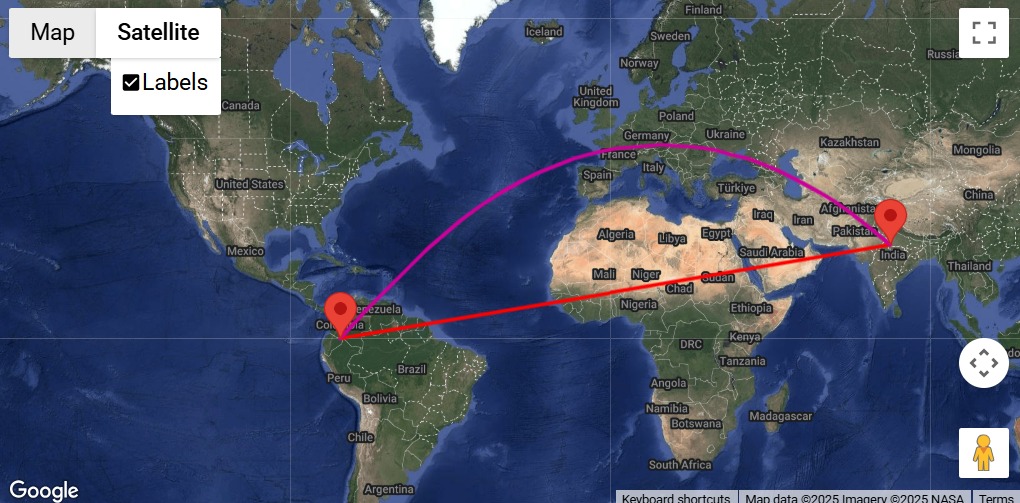 Map
Satellite
Labels
Finland
Iceland
Sweden
Norway
Russia
United
Kingdom
Canada
Poland
Germany
Ukraine
Kazakhstan
Mongolia
France
Italy
Spain
United States
Türkiye
China
Afghanista
Iraq
Iran
Pakistan
Algeria
Libya
Egypt
Mexico
Saudi Arabia
India
Thailand
Mali
Niger
Sudan
Chad
Nigeria
Ethiopia
Venezuela
Kenya
DRC
Tanzania
Brazil
Peru
Angola
Bolivia
Namibia
Madagascar
Botswana
Chile
South Africa
Argentina
Google
Keyboard shortcuts
Map data ©2025 Imagery ©2025 NASA
Terms